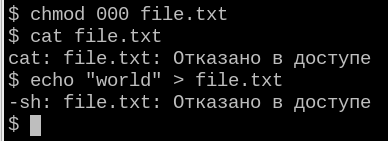 $ chmod 000 file.txt
$ cat file.txt
cat: file.txt: Отказано в доступе
$ echo "world" > file.txt
-sh: file.txt: Отказано в доступе
$